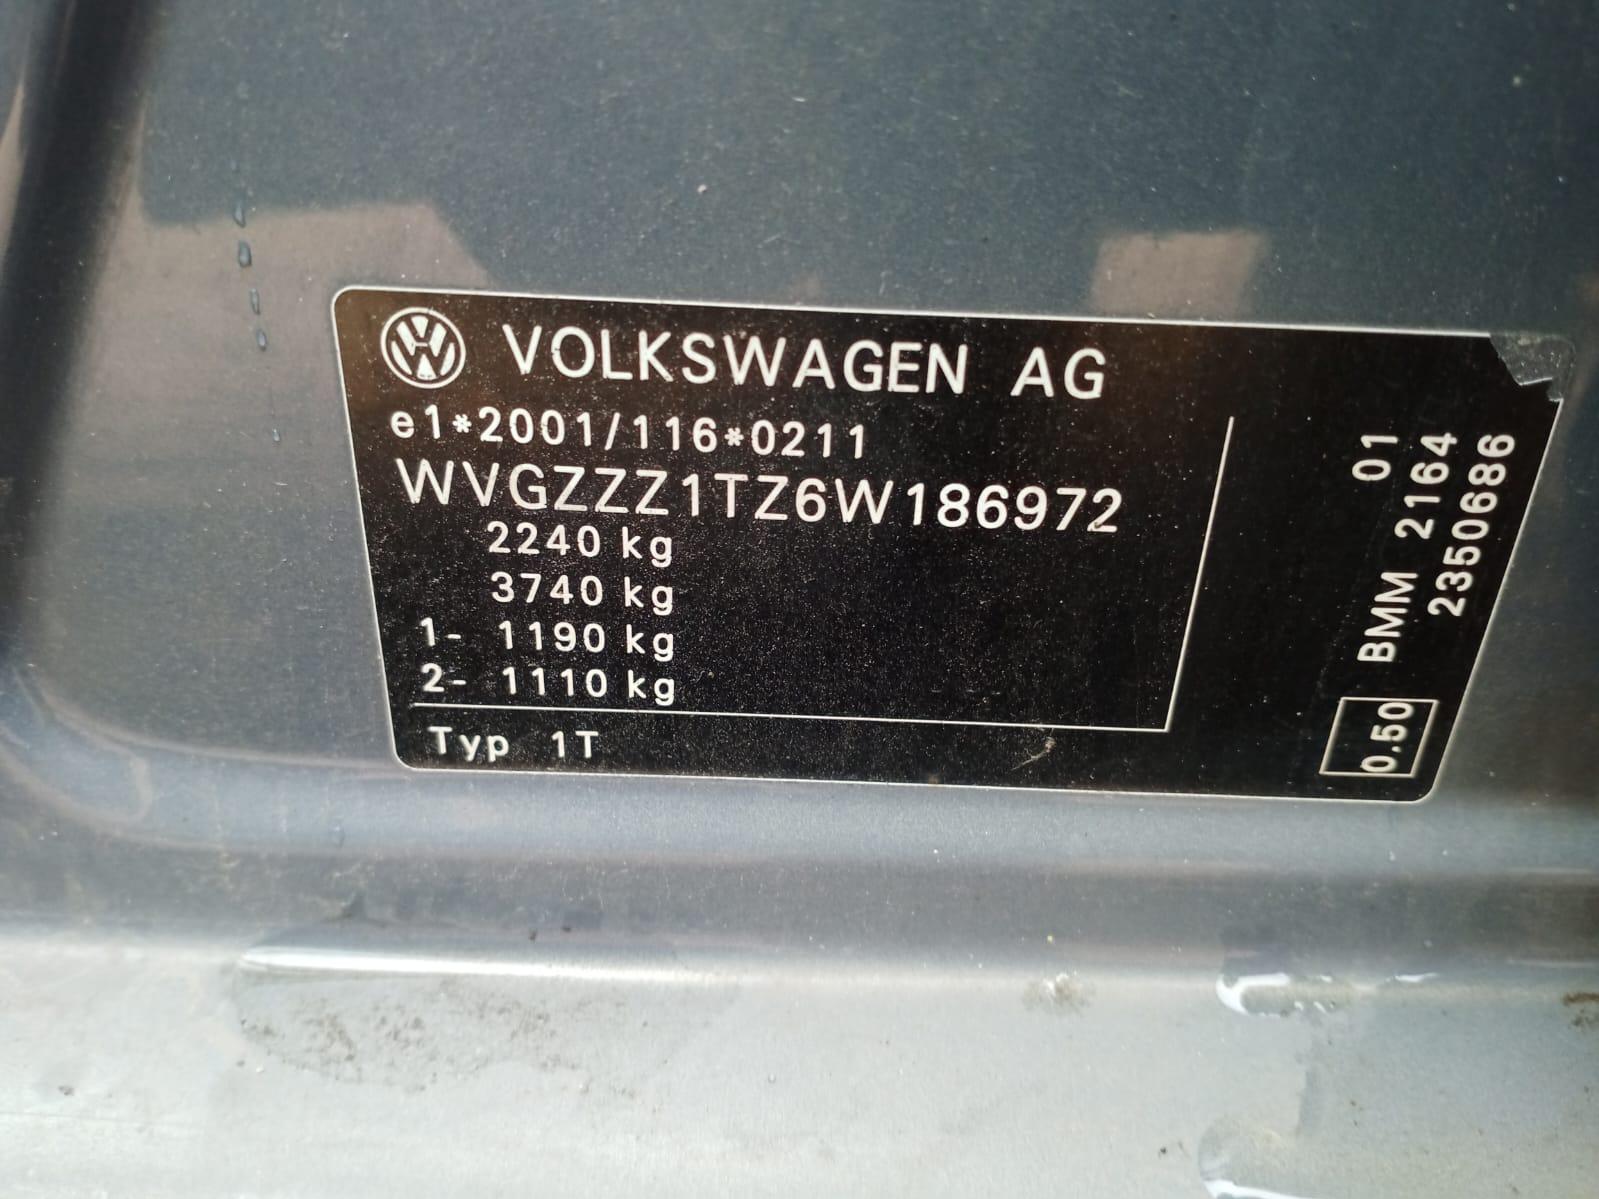 VOLKSWAGEN AG
e1*2001/116*0211
WVGZZZ1TZ6W186972
2240 kg
3740 kg
1- 1190 kg
2- 1110 kg
Typ 1T
0.50 BMM 2164 01
2350686